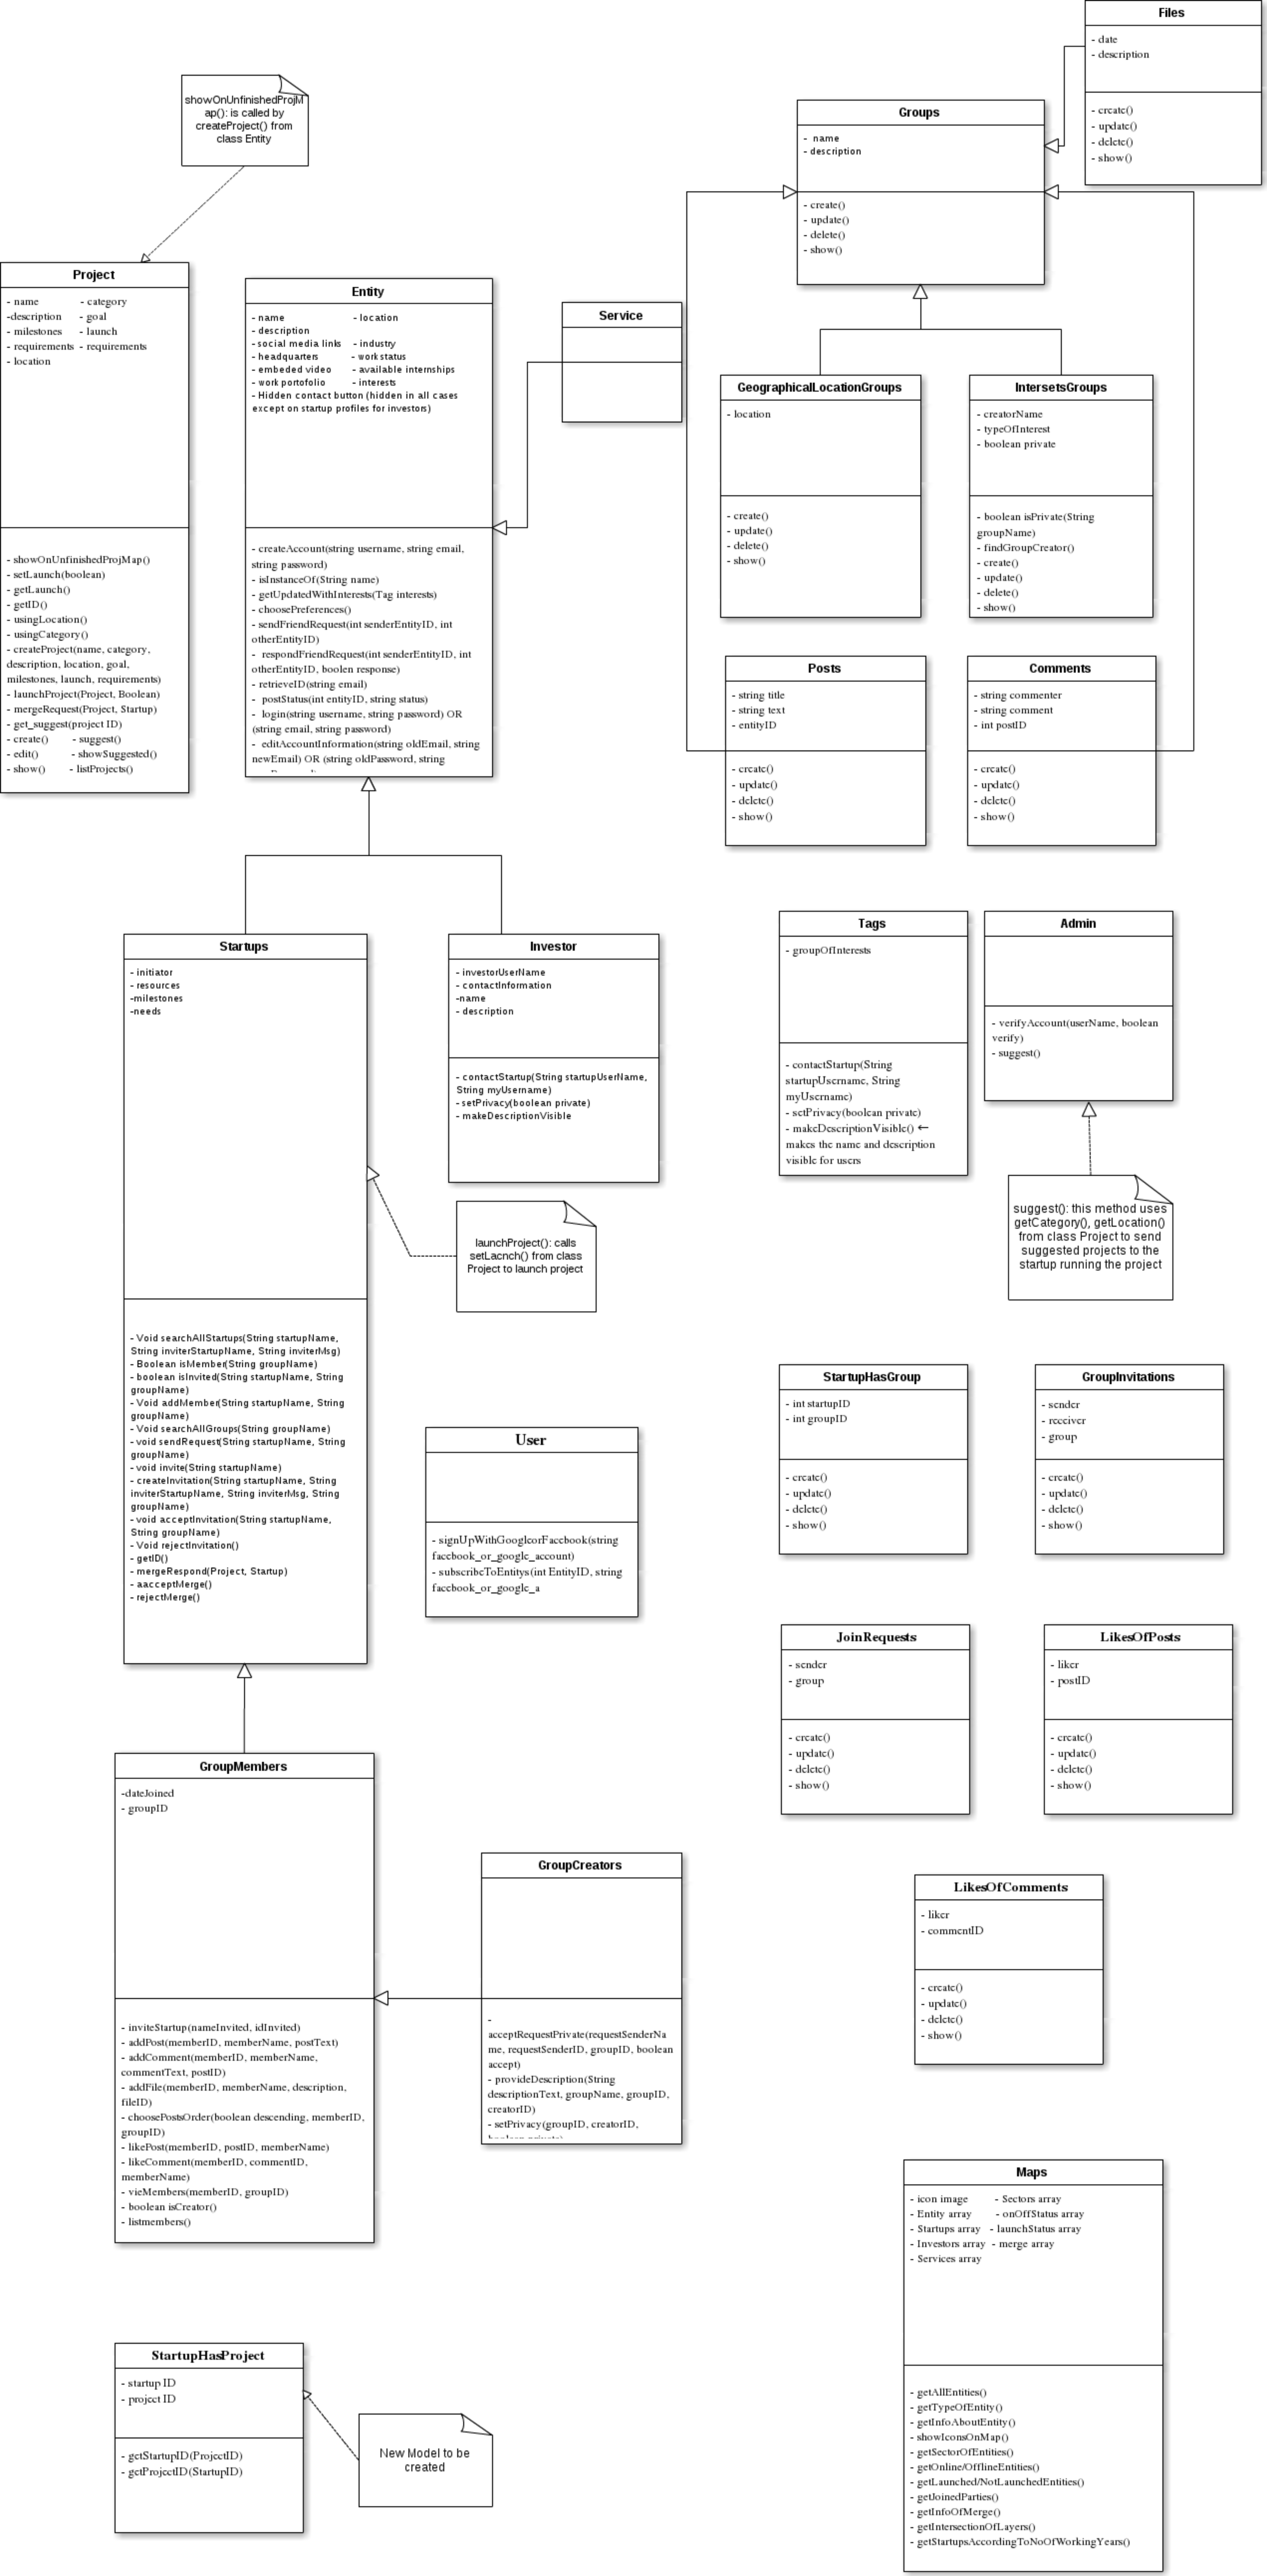 Files
- date
- description
- create()
- update()
- delete()
- show()
showOnUnfinishedProjM
ap(): is called by
createProject() from
class Entity
Groups
- name
- description
- create()
- update()
- delete()
- show()
Project
- name - category
-description - goal
- milestones - launch
- requirements - requirements
- location
- showOnUnfinishedProjMap()
- setLaunch(boolean)
- getLaunch()
- getID()
- usingLocation()
- usingCategory()
- createProject(name, category,
description, location, goal,
milestones, launch, requirements)
- launchProject(Project, Boolean)
- mergeRequest(Project, Startup)
- get_suggest(project ID)
- create() - suggest()
- edit() - showSuggested()
- show() - listProjects()
Entity
- name - location
- description
- social media links - industry
- headquarters - work status
- embeded video - available internships
- work portofolio - interests
- Hidden contact button (hidden in all cases
except on startup profiles for investors)
- createAccount(string username, string email,
string password)
- isInstanceOf(String name)
- getUpdatedWithInterests(Tag interests)
- choosePreferences()
- sendFriendRequest(int senderEntityID, int
otherEntityID)
- respondFriendRequest(int senderEntityID, int
otherEntityID, boolen response)
- retrieveID(string email)
- postStatus(int entityID, string status)
- login(string username, string password) OR
(string email, string password)
- editAccountInformation(string oldEmail, string
newEmail) OR (string oldPassword, string
Service
GeographicalLocationGroups
- location
- create()
- update()
- delete()
- show()
IntersetsGroups
- creatorName
- typeOfInterest
- boolean private
- boolean isPrivate(String
groupName)
- findGroupCreator()
- create()
- update()
- delete()
- show()
Posts
- string title
- string text
- entityID
- create()
- update()
- delete()
- show()
Comments
- string commenter
- string comment
- int postID
- create()
- update()
- delete()
- show()
Startups
- initiator
- resources
-milestones
-needs
- Void searchAllStartups(String startupName,
String inviterStartupName, String inviterMsg)
- Boolean isMember(String groupName)
- boolean isInvited(String startupName, String
groupName)
- Void addMember(String startupName, String
groupName)
- Void searchAllGroups(String groupName)
- void sendRequest(String startupName, String
groupName)
- void invite(String startupName)
- createInvitation(String startupName, String
inviterStartupName, String inviterMsg, String
groupName)
- void acceptInvitation(String startupName,
String groupName)
- Void rejectInvitation()
- getID()
- mergeRespond(Project, Startup)
- aacceptMerge()
- rejectMerge()
Investor
- investorUserName
- contactInformation
-name
- description
- contactStartup(String startupUserName,
String myUsername)
- setPrivacy(boolean private)
- makeDescriptionVisible
launchProject(): calls
setLacnch() from class
Project to launch project
Tags
- groupOfInterests
- contactStartup(String
startupUsername, String
myUsername)
- setPrivacy(boolean private)
- makeDescriptionVisible() ←
makes the name and description
visible for users
Admin
- verifyAccount(userName, boolean
verify)
- suggest()
suggest(): this method uses
getCategory(), getLocation()
from class Project to send
suggested projects to the
startup running the project
StartupHasGroup
- int startupID
- int groupID
- create()
- update()
- delete()
- show()
GroupInvitations
- sender
- receiver
- group
- create()
- update()
- delete()
- show()
User
- signUpWithGoogleorFacebook(string
facebook_or_google_account)
- subscribeToEntitys(int EntityID, string
facebook_or_google_a
JoinRequests
- sender
- group
- create()
- update()
- delete()
- show()
LikesOfPosts
- liker
- postID
- create()
- update()
- delete()
- show()
GroupMembers
-dateJoined
- groupID
- inviteStartup(nameInvited, idInvited)
- addPost(memberID, memberName, postText)
- addComment(memberID, memberName,
commentText, postID)
- addFile(memberID, memberName, description,
fileID)
- choosePostsOrder(boolean descending, memberID,
groupID)
- likePost(memberID, postID, memberName)
- likeComment(memberID, commentID,
memberName)
- vieMembers(memberID, groupID)
- boolean isCreator()
- listmembers()
GroupCreators
-
acceptRequestPrivate(requestSenderNa
me, requestSenderID, groupID, boolean
accept)
- provideDescription(String
descriptionText, groupName, groupID,
creatorID)
- setPrivacy(groupID, creatorID,
LikesOfComments
- liker
- commentID
- create()
- update()
- delete()
- show()
Maps
- icon image - Sectors array
- Entity array - onOffStatus array
- Startups array - launchStatus array
- Investors array - merge array
- Services array
- getAllEntities()
- getTypeOfEntity()
- getInfoAboutEntity()
- showIconsOnMap()
- getSectorOfEntities()
- getOnline/OfflineEntities()
- getLaunched/NotLaunchedEntities()
- getJoinedParties()
- getInfoOfMerge()
- getIntersectionOfLayers()
- getStartupsAccordingToNoOfWorkingYears()
StartupHasProject
- startup ID
- project ID
- getStartupID(ProjectID)
- getProjectID(StartupID)
New Model to be
created